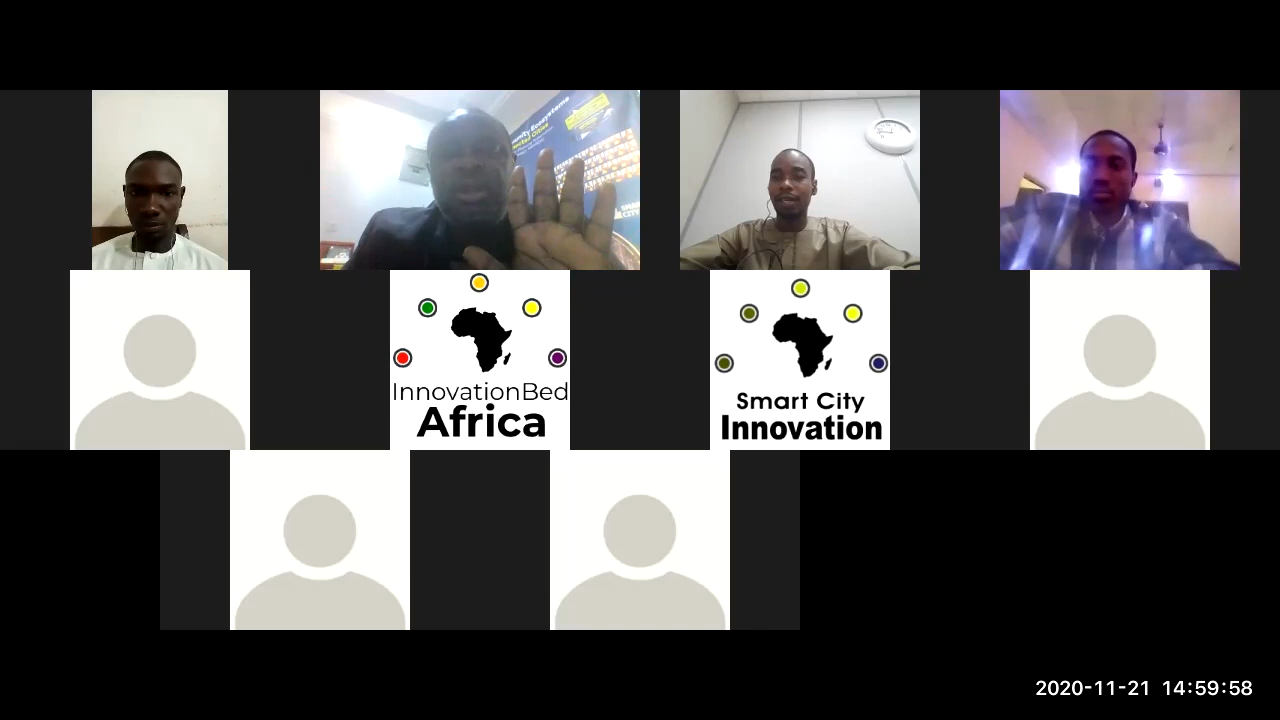 InnovationBed
Africa
Smart City
Innovation
2020-11-21 14:59:58